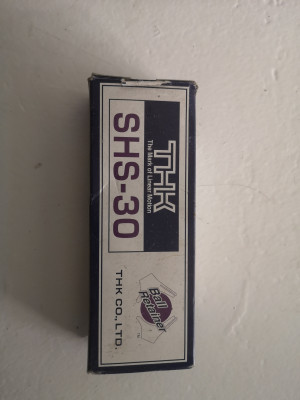 THK
The Mark of Linear Motion
SHS-30
Ball
Retainer
THK CO., LTD.